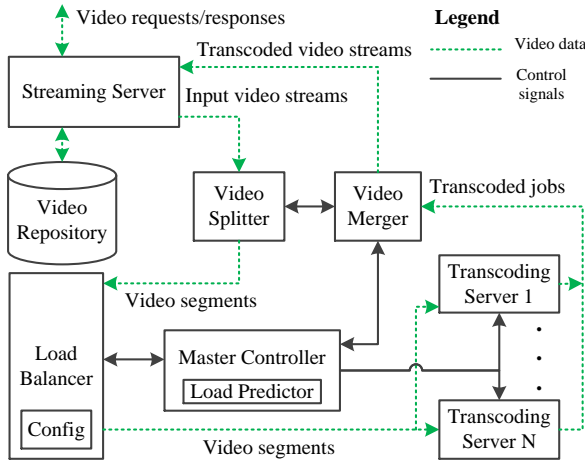 Video requests/responses
Legend
Video data
Control
signals
Transcoded video streams
Streaming Server
Input video streams
Video
Repository
Video
Splitter
Video
Merger
Transcoded jobs
Video segments
Transcoding
Server 1
Load
Balancer
Config
Master Controller
Load Predictor
Video segments
Transcoding
Server N